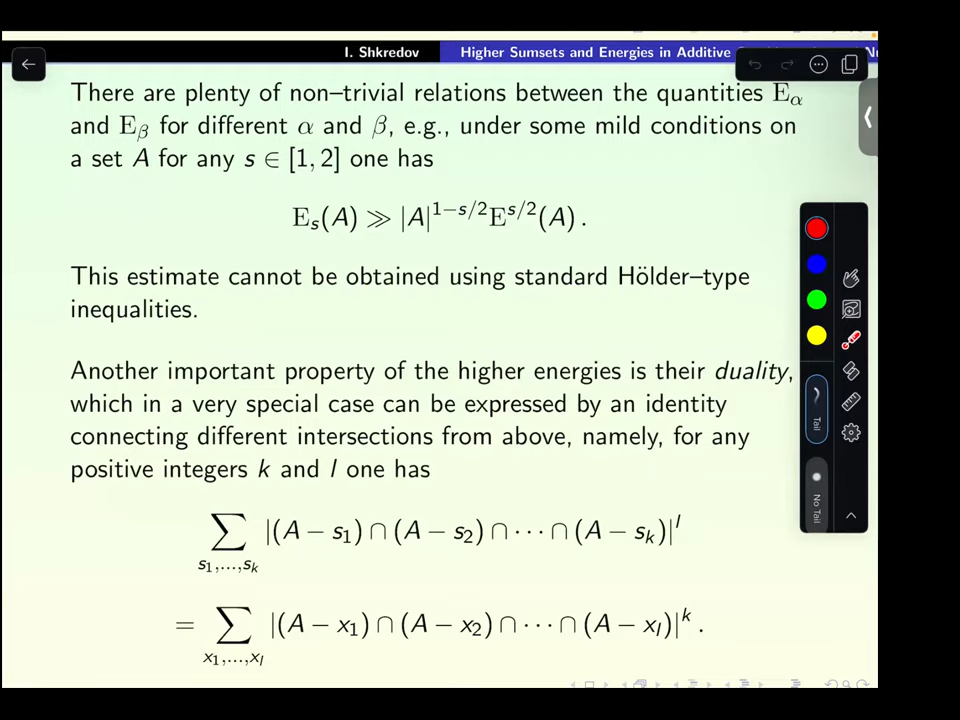 I. Shkredov Higher Sumsets and Energies in Additive
There are plenty of non–trivial relations between the quantities E_α
and E_β for different α and β, e.g., under some mild conditions on
a set A for any s ∈ [1, 2] one has
E_s(A) ≫ |A|^{1−s/2}E^{s/2}(A) .
This estimate cannot be obtained using standard Hölder–type
inequalities.
Another important property of the higher energies is their duality,
which in a very special case can be expressed by an identity
connecting different intersections from above, namely, for any
positive integers k and l one has
∑_{s_1,...,s_k} |(A − s_1) ∩ (A − s_2) ∩ · · · ∩ (A − s_k)|^l
= ∑_{x_1,...,x_l} |(A − x_1) ∩ (A − x_2) ∩ · · · ∩ (A − x_l)|^k .
Tail
No Tail